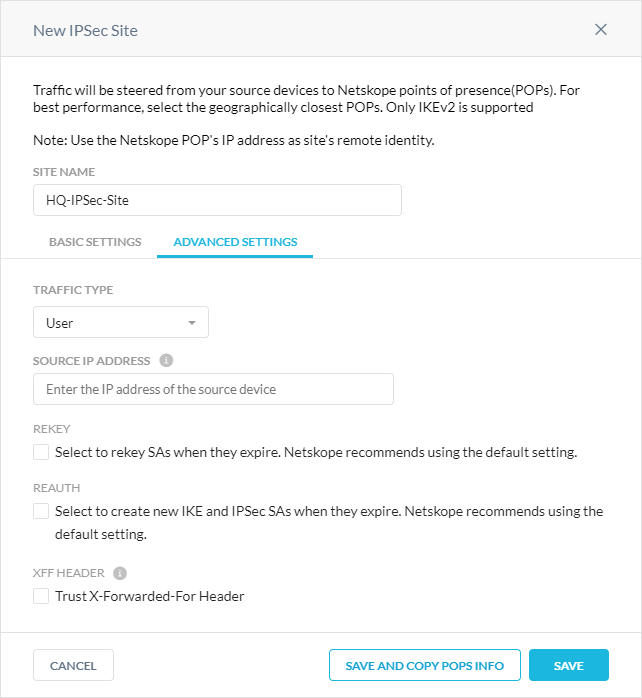 New IPSec Site
Traffic will be steered from your source devices to Netskope points of presence(POPs). For
best performance, select the geographically closest POPs. Only IKEv2 is supported
Note: Use the Netskope POP's IP address as site's remote identity.
SITE NAME
HQ-IPSec-Site
BASIC SETTINGS
ADVANCED SETTINGS
TRAFFIC TYPE
User
SOURCE IP ADDRESS
Enter the IP address of the source device
REKEY
Select to rekey SAs when they expire. Netskope recommends using the default setting.
REAUTH
Select to create new IKE and IPSec SAs when they expire. Netskope recommends using the
default setting.
XFF HEADER
Trust X-Forwarded-For Header
CANCEL
SAVE AND COPY POPS INFO
SAVE